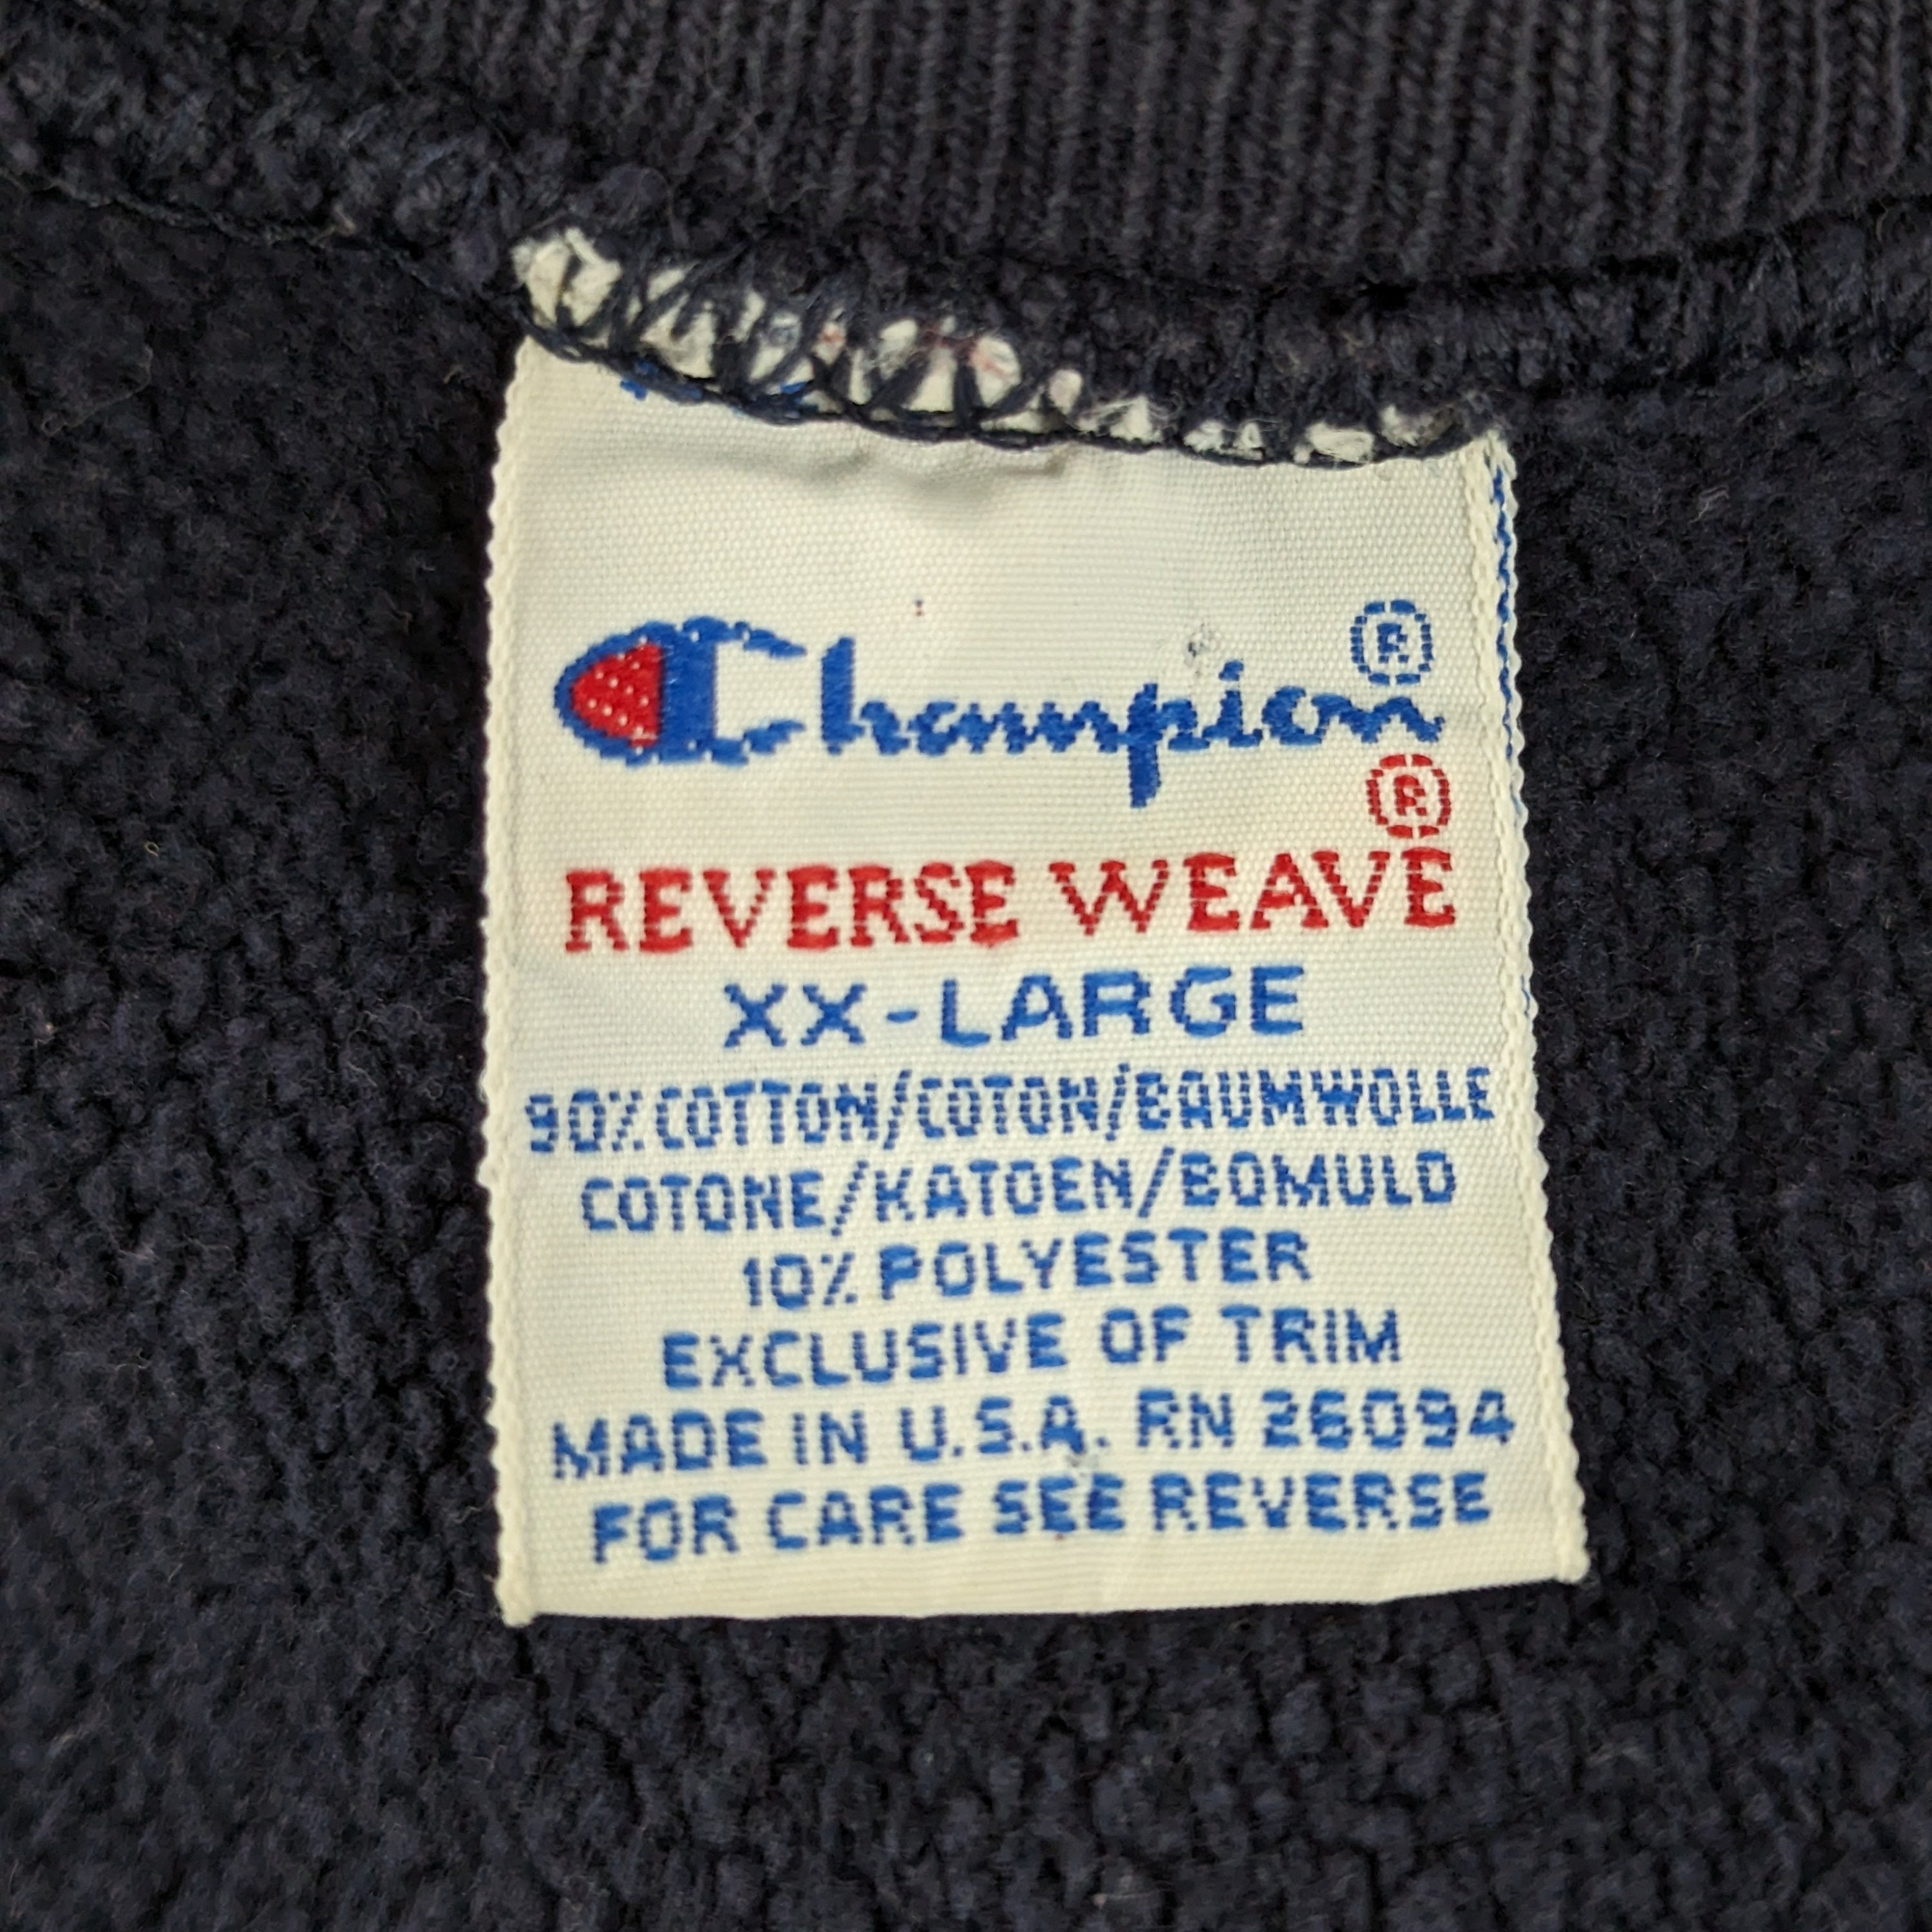 Champion®
®
REVERSE WEAVE
XX-LARGE
90% COTTON/COTON/BAUMWOLLE
COTONE/KATOEN/BOMULD
10% POLYESTER
EXCLUSIVE OF TRIM
MADE IN U.S.A. RN 26094
FOR CARE SEE REVERSE